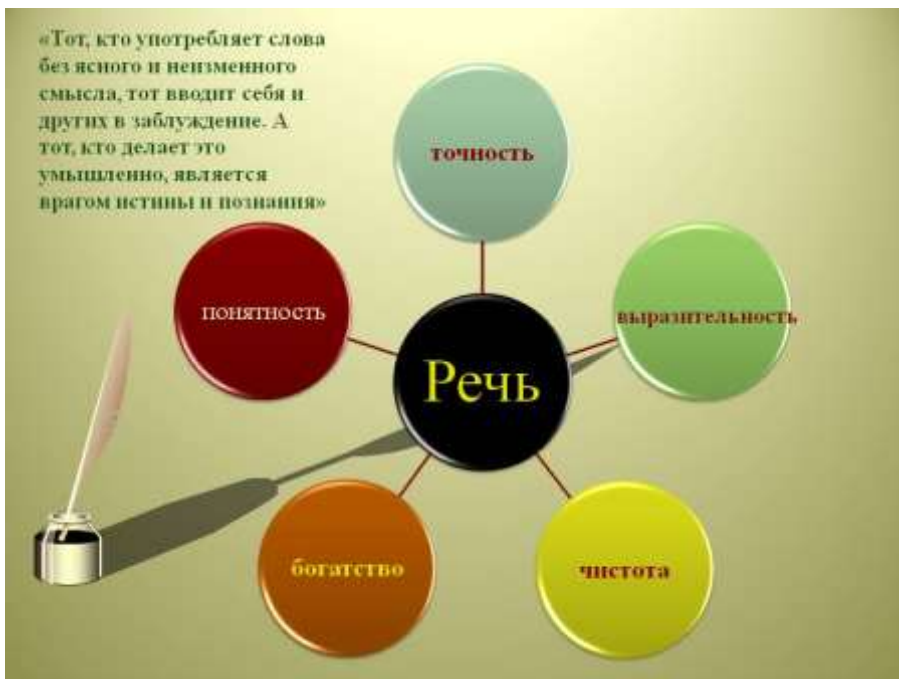 «Тот, кто употребляет слова
без ясного и неизменного
смысла, тот вводит себя и
других в заблуждение. А
тот, кто делает это
умышленно, является
врагом истины и познания»
точность
понятность
выразительность
Речь
богатство
чистота